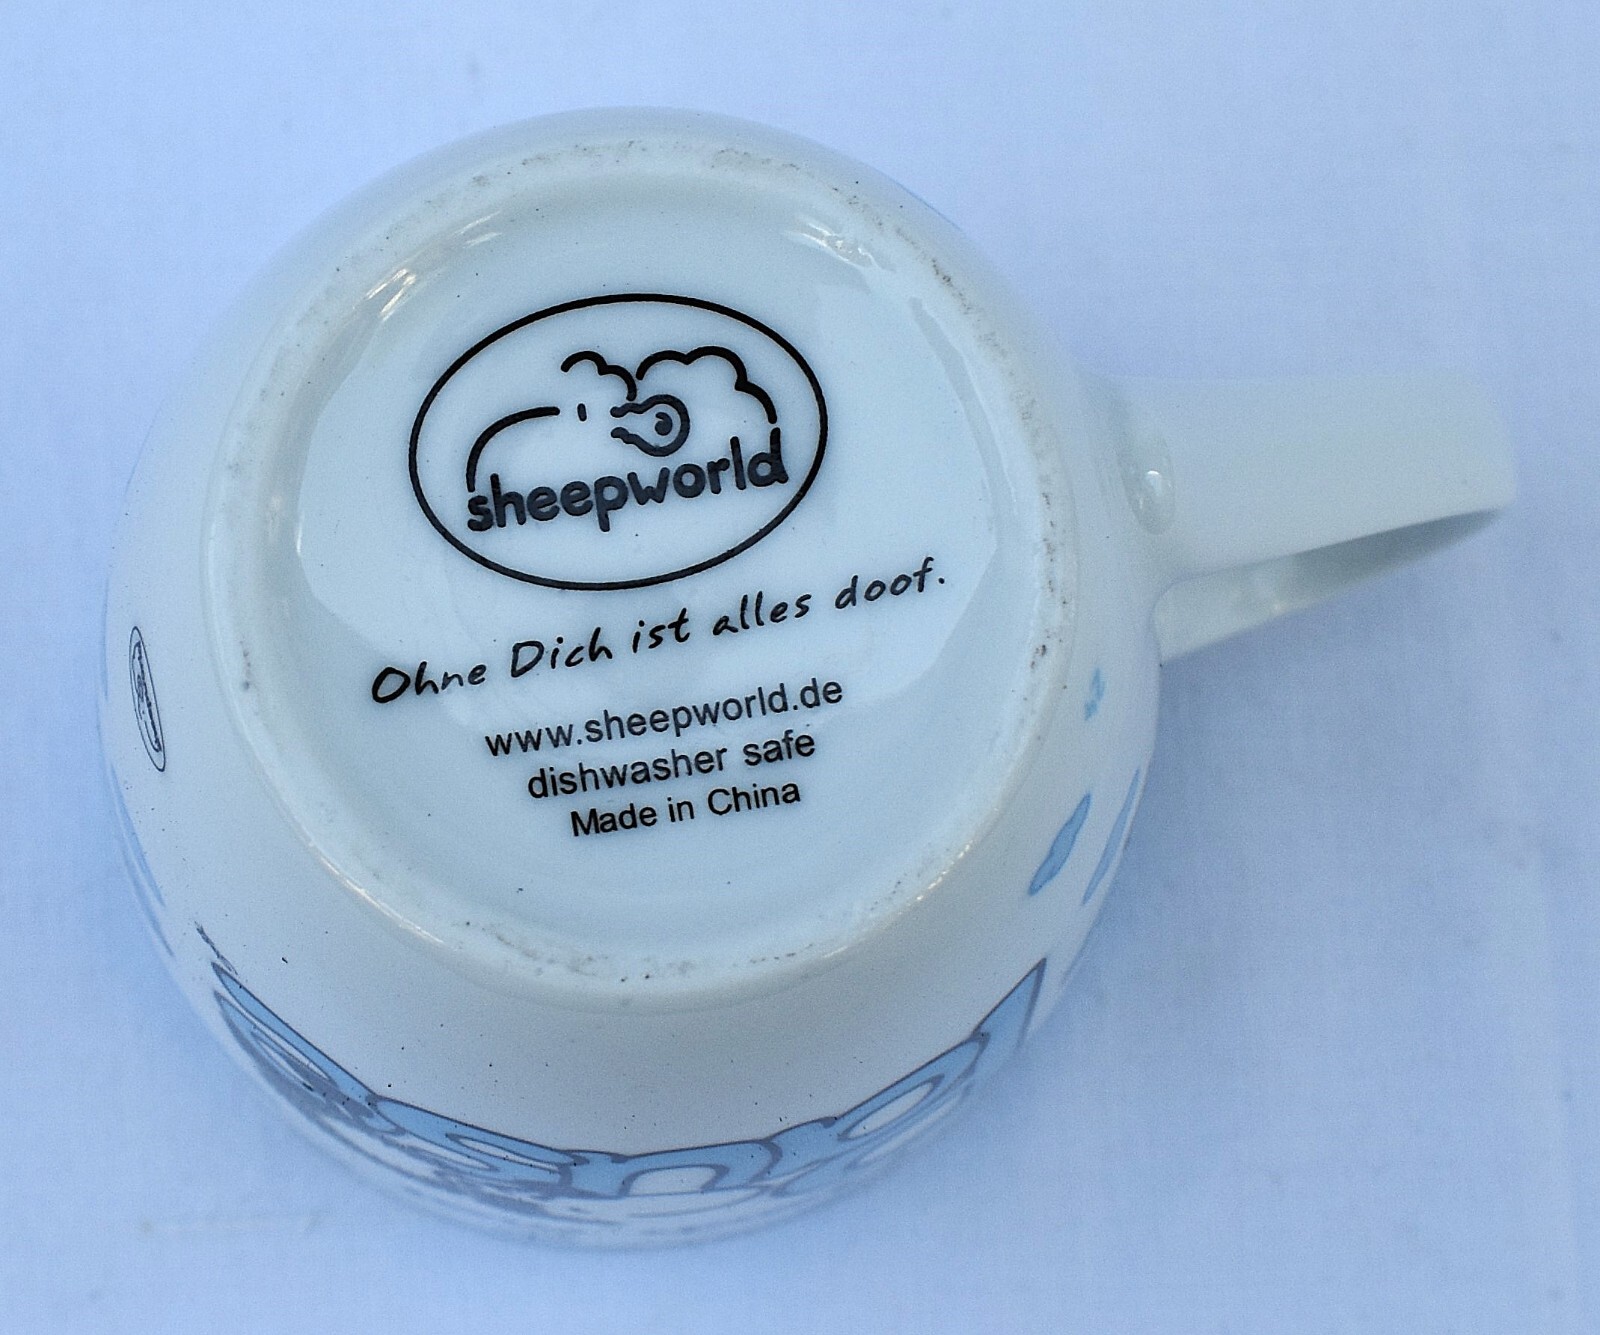 sheepworld
Ohne Dich ist alles doof.
www.sheepworld.de
dishwasher safe
Made in China